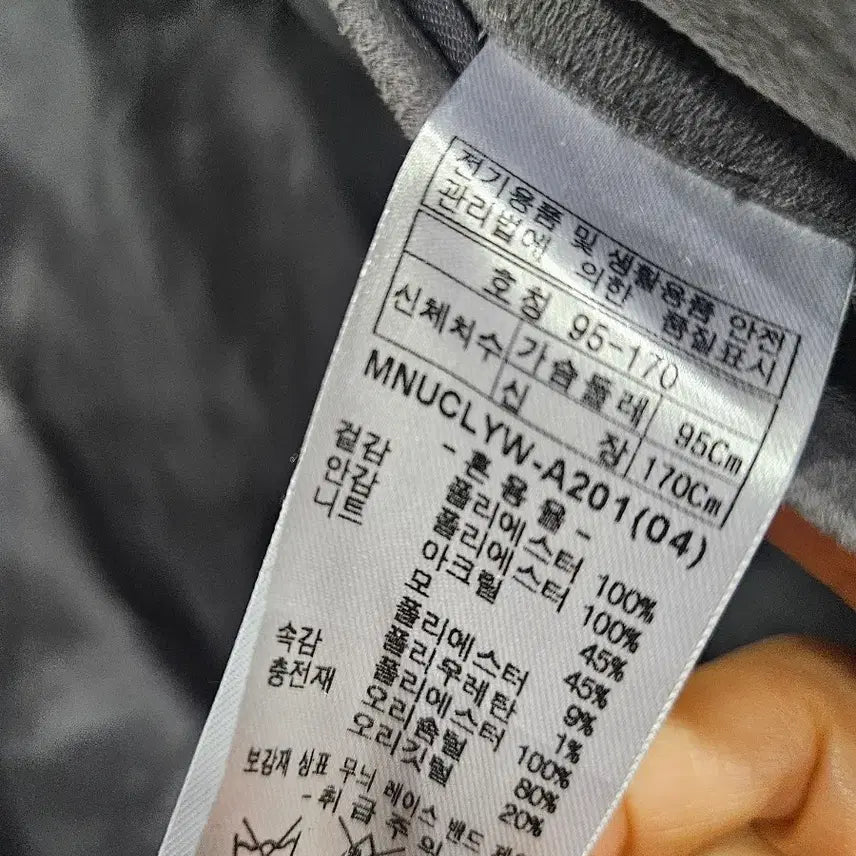 전기용품 및 생활용품 안전
관리법에 의한 품질표시
호칭 95-170
신체치수 가슴둘레 95Cm
신 장 170Cm
MNUCLYW-A201(04)
-혼용율-
겉감 폴리에스터 100%
안감 폴리에스터 100%
니트 아크릴 45%
모 45%
폴리에스터 9%
폴리우레탄 1%
속감 폴리에스터 100%
충전재 오리솜털 80%
오리깃털 20%
보강재 상표 무늬 레이스 밴드 제외
-취급주의